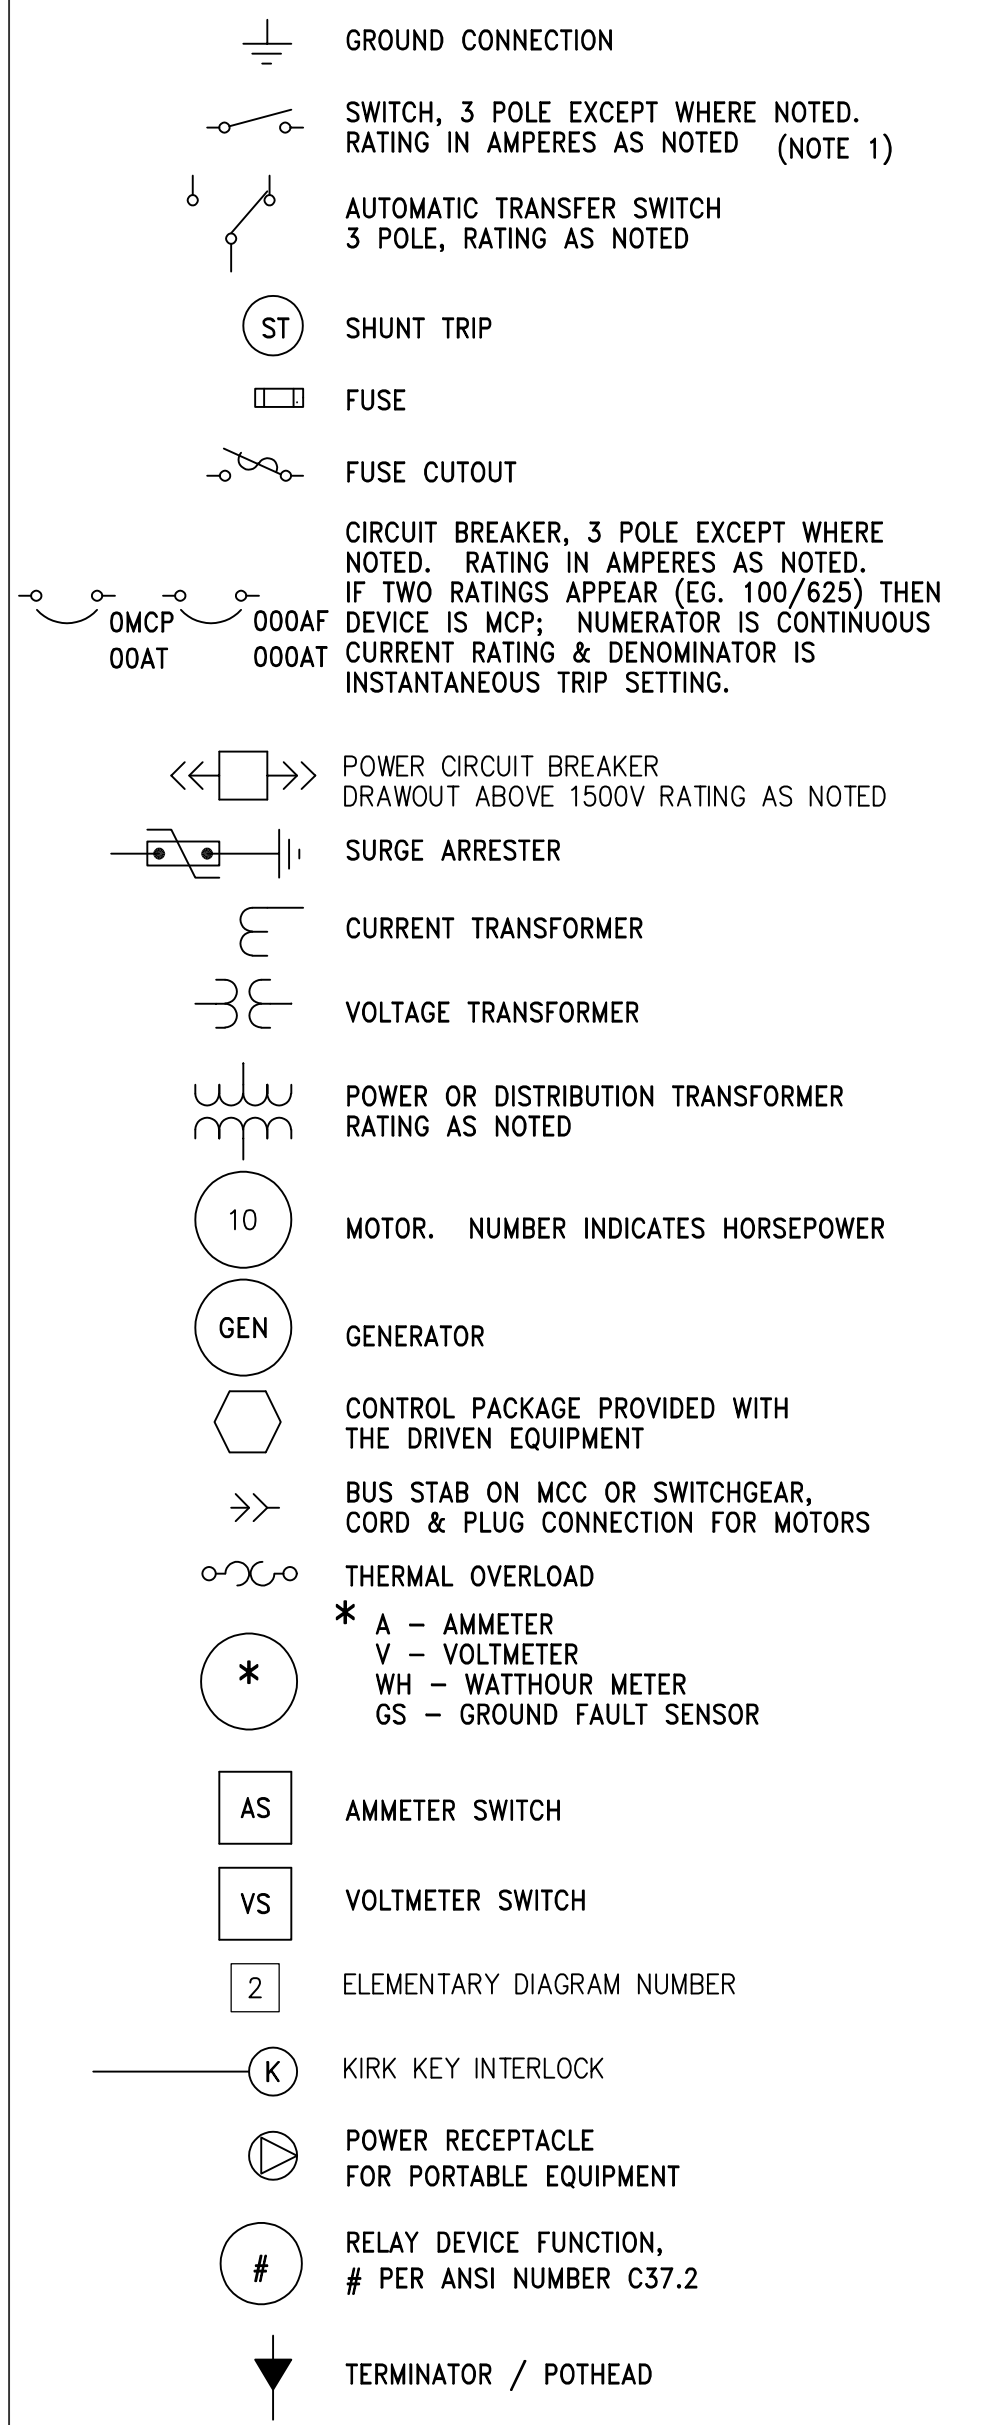 GROUND CONNECTION
SWITCH, 3 POLE EXCEPT WHERE NOTED.
RATING IN AMPERES AS NOTED (NOTE 1)
AUTOMATIC TRANSFER SWITCH
3 POLE, RATING AS NOTED
ST SHUNT TRIP
FUSE
FUSE CUTOUT
CIRCUIT BREAKER, 3 POLE EXCEPT WHERE
NOTED. RATING IN AMPERES AS NOTED.
IF TWO RATINGS APPEAR (EG. 100/625) THEN
0MCP 000AF DEVICE IS MCP; NUMERATOR IS CONTINUOUS
00AT 000AT CURRENT RATING & DENOMINATOR IS
INSTANTANEOUS TRIP SETTING.
POWER CIRCUIT BREAKER
DRAWOUT ABOVE 1500V RATING AS NOTED
SURGE ARRESTER
CURRENT TRANSFORMER
VOLTAGE TRANSFORMER
POWER OR DISTRIBUTION TRANSFORMER
RATING AS NOTED
10 MOTOR. NUMBER INDICATES HORSEPOWER
GEN GENERATOR
CONTROL PACKAGE PROVIDED WITH
THE DRIVEN EQUIPMENT
BUS STAB ON MCC OR SWITCHGEAR,
CORD & PLUG CONNECTION FOR MOTORS
THERMAL OVERLOAD
* A – AMMETER
V – VOLTMETER
* WH – WATTHOUR METER
GS – GROUND FAULT SENSOR
AS AMMETER SWITCH
VS VOLTMETER SWITCH
2 ELEMENTARY DIAGRAM NUMBER
K KIRK KEY INTERLOCK
POWER RECEPTACLE
FOR PORTABLE EQUIPMENT
RELAY DEVICE FUNCTION,
# # PER ANSI NUMBER C37.2
TERMINATOR / POTHEAD